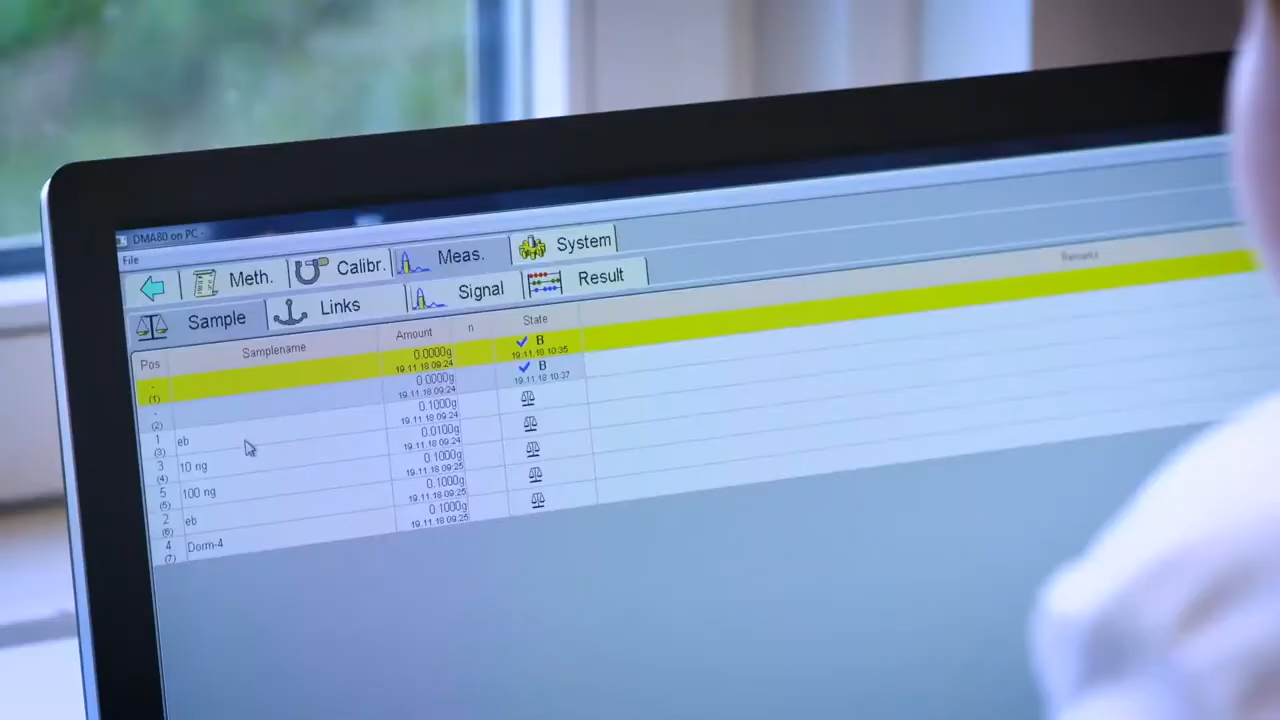 DMA80 on PC -
File
Meth.
Calibr.
Meas.
System
Sample
Links
Signal
Result
Pos Samplename Amount n State Remarks
- (1) 0.0000g 19.11.18 09:24 B 19.11.18 10:35
- (2) 0.0000g 19.11.18 09:24 B 19.11.18 10:37
1 (3) eb 0.1000g 19.11.18 09:24
3 (4) 10 ng 0.0100g 19.11.18 09:24
5 (5) 100 ng 0.1000g 19.11.18 09:25
2 (6) eb 0.1000g 19.11.18 09:25
4 (7) Dorm-4 0.1000g 19.11.18 09:25